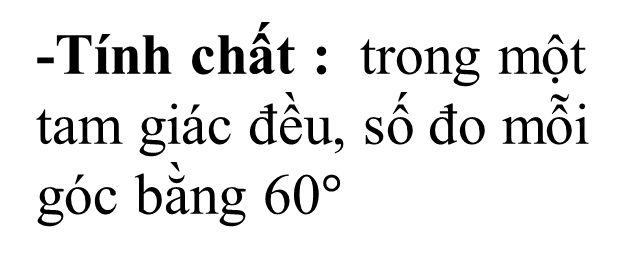 -Tính chất :  trong một
tam giác đều, số đo mỗi
góc bằng 60°